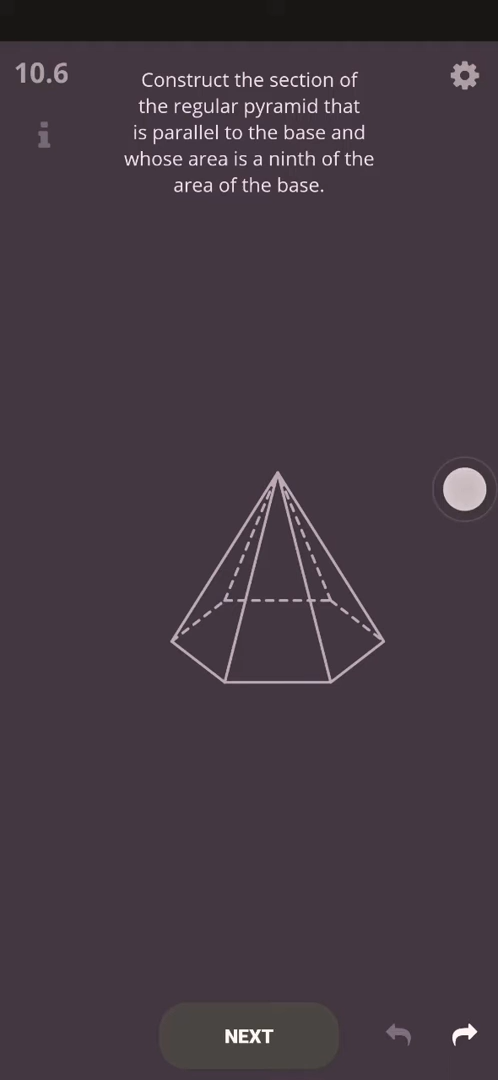 10.6
Construct the section of
the regular pyramid that
is parallel to the base and
whose area is a ninth of the
area of the base.
NEXT